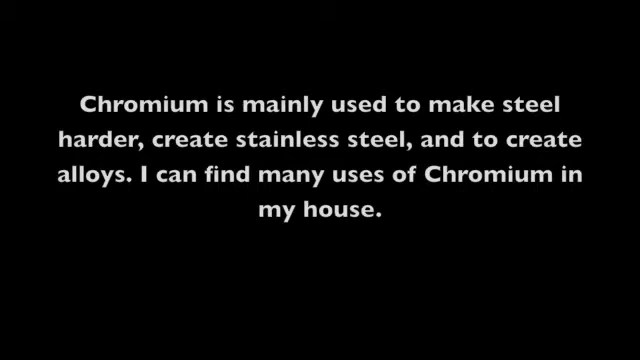 Chromium is mainly used to make steel
harder, create stainless steel, and to create
alloys. I can find many uses of Chromium in
my house.